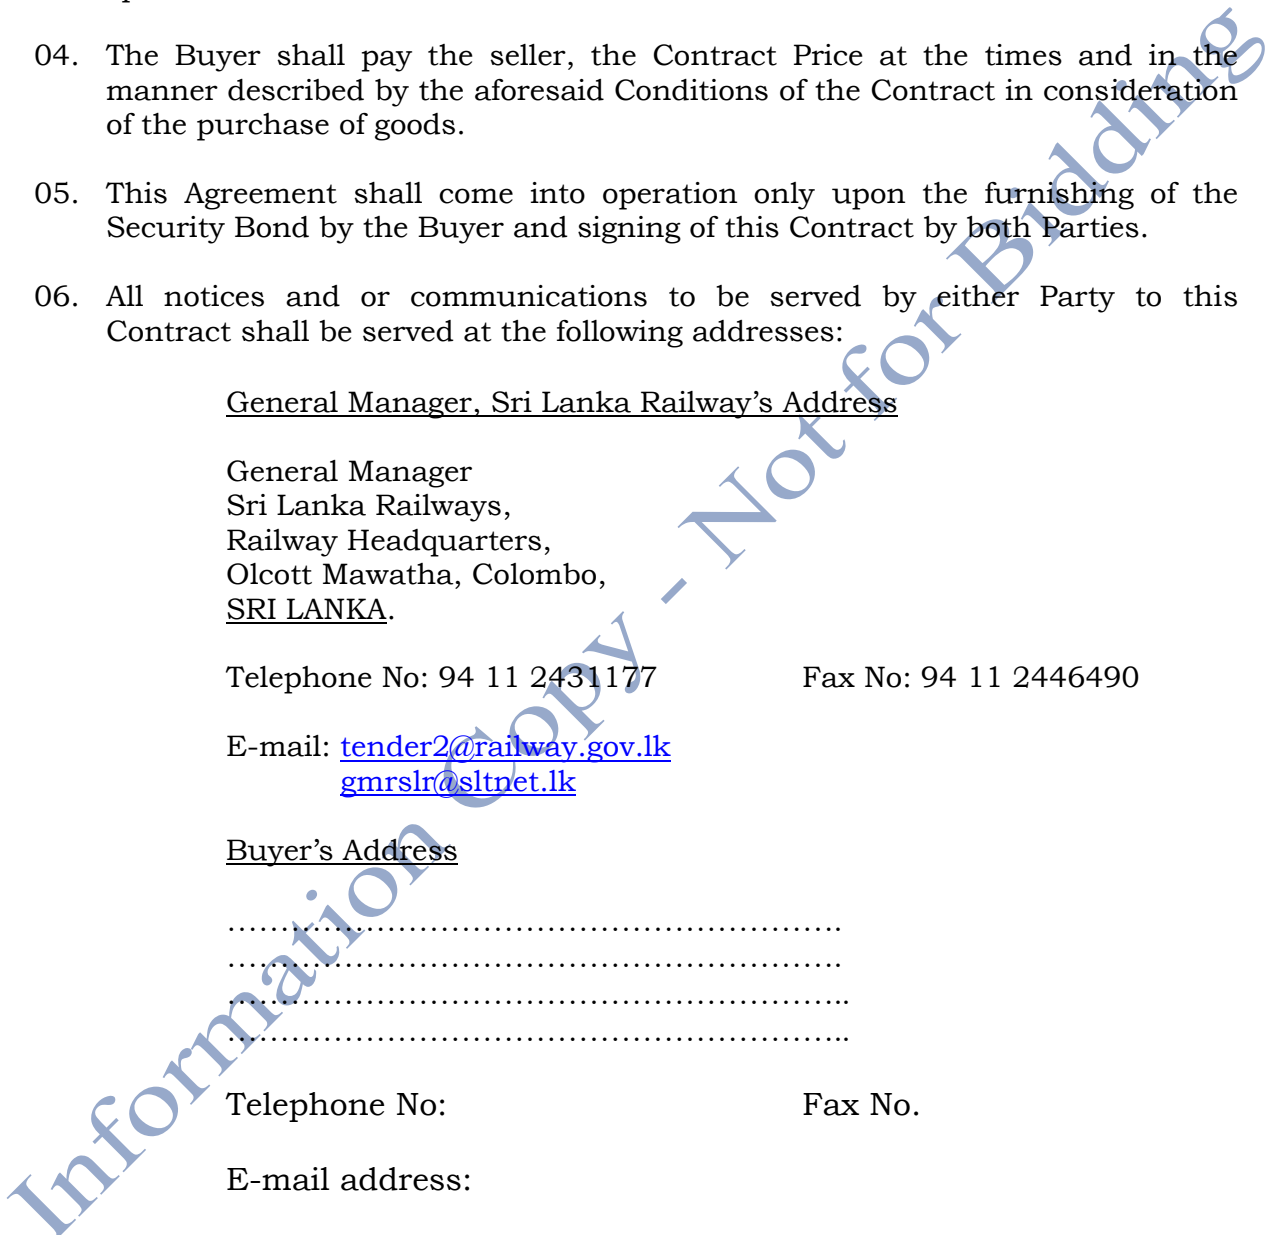 04. The Buyer shall pay the seller, the Contract Price at the times and in the
manner described by the aforesaid Conditions of the Contract in consideration
of the purchase of goods.
05. This Agreement shall come into operation only upon the furnishing of the
Security Bond by the Buyer and signing of this Contract by both Parties.
06. All notices and or communications to be served by either Party to this
Contract shall be served at the following addresses:
General Manager, Sri Lanka Railway’s Address
General Manager
Sri Lanka Railways,
Railway Headquarters,
Olcott Mawatha, Colombo,
SRI LANKA.
Telephone No: 94 11 2431177 Fax No: 94 11 2446490
E-mail: tender2@railway.gov.lk
gmrslr@sltnet.lk
Buyer’s Address
………………………………………………………….
………………………………………………………….
…………………………………………………………..
…………………………………………………………..
Telephone No: Fax No.
E-mail address:
Information Copy - Not for Bidding